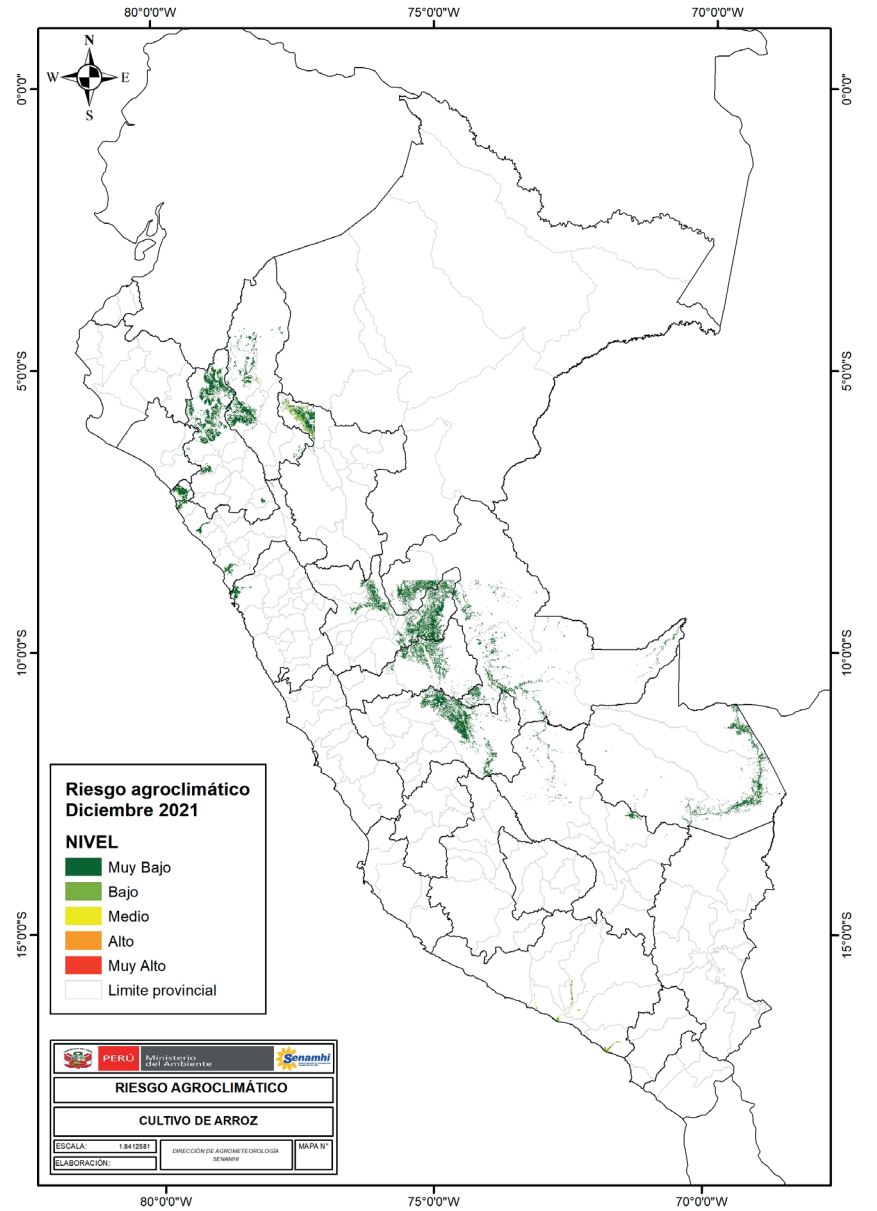 80°0'0"W 75°0'0"W 70°0'0"W
N
W E
S
0°0'0" 0°0'0"
5°0'0"S 5°0'0"S
10°0'0"S 10°0'0"S
15°0'0"S 15°0'0"S
Riesgo agroclimático
Diciembre 2021
NIVEL
Muy Bajo
Bajo
Medio
Alto
Muy Alto
Limite provincial
PERÚ Ministerio
del Ambiente
Senamhi
RIESGO AGROCLIMÁTICO
CULTIVO DE ARROZ
ESCALA: 1:8412581
DIRECCIÓN DE AGROMETEOROLOGÍA
SENAMHI
MAPA N°
ELABORACIÓN:
80°0'0"W 75°0'0"W 70°0'0"W